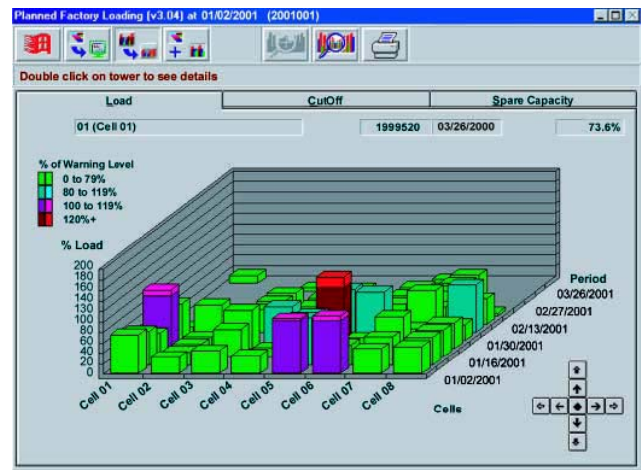 Planned Factory Loading (v3.04) at 01/02/2001 (2001001)
Double click on tower to see details
Load CutOff Spare Capacity
01 (Cell 01) 1999520 03/26/2000 73.6%
% of Warning Level
0 to 79%
80 to 119%
100 to 119%
120%+
% Load
200
180
160
140
120
100
80
60
40
20
0
Cell 01
Cell 02
Cell 03
Cell 04
Cell 05
Cell 06
Cell 07
Cell 08
Cells
Period
03/26/2001
02/27/2001
02/13/2001
01/30/2001
01/16/2001
01/02/2001